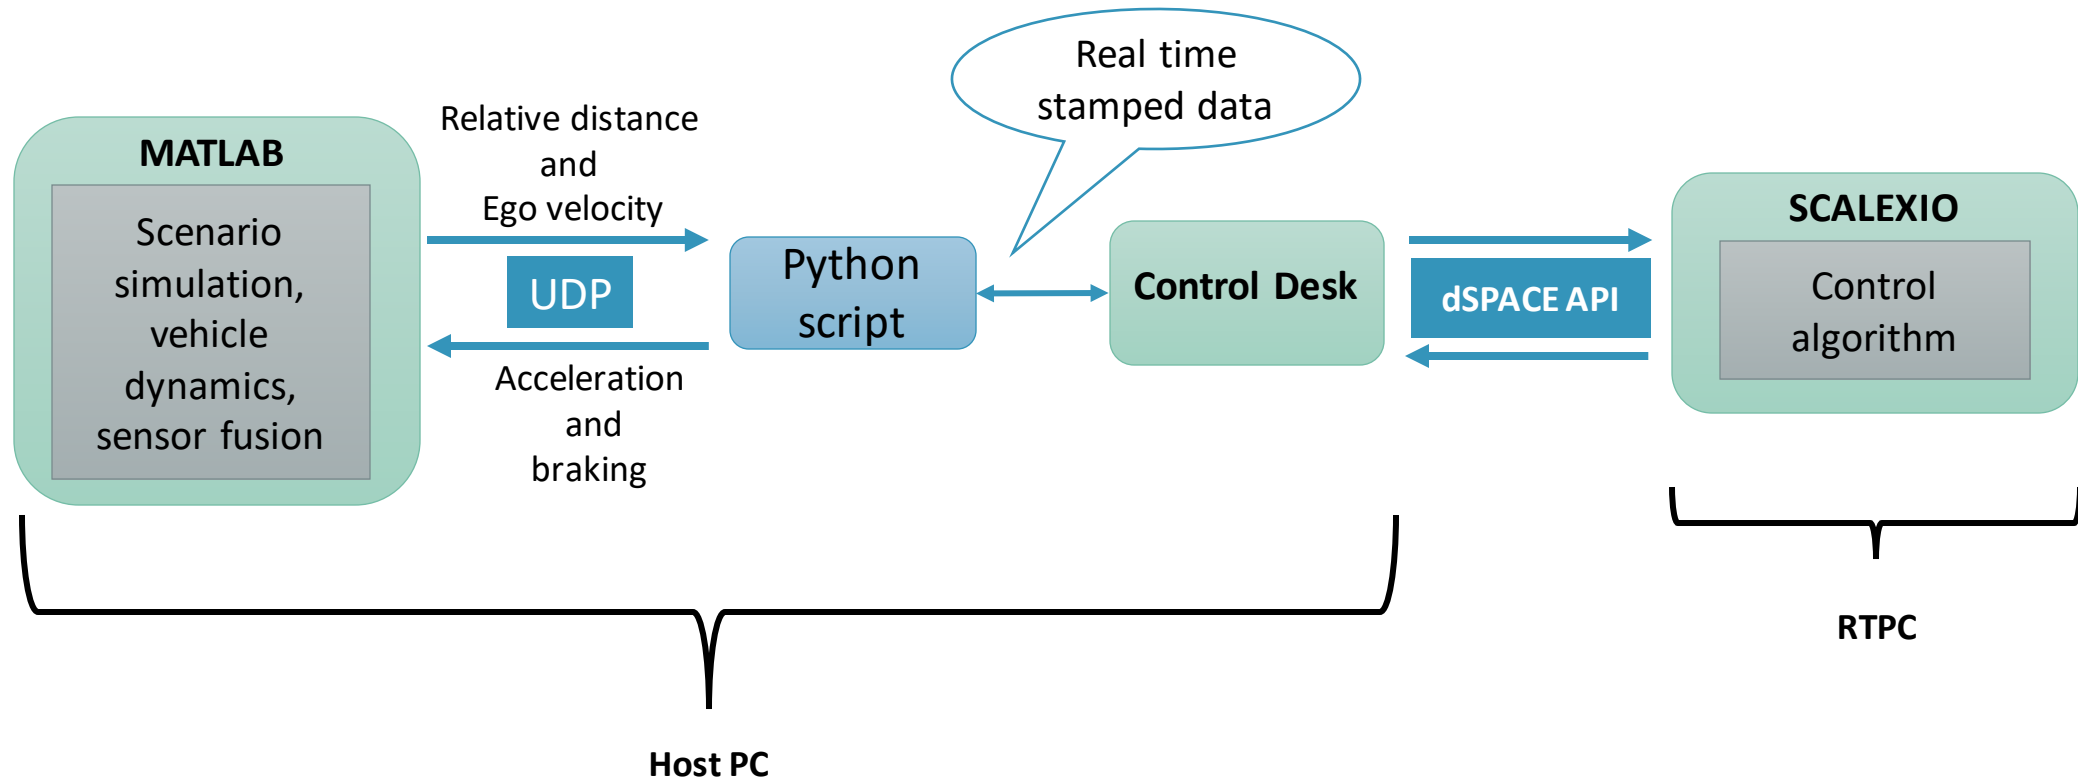 MATLAB
Scenario
simulation,
vehicle
dynamics,
sensor fusion
Relative distance
and
Ego velocity
UDP
Acceleration
and
braking
Python
script
Real time
stamped data
Control Desk
dSPACE API
SCALEXIO
Control
algorithm
Host PC
RTPC